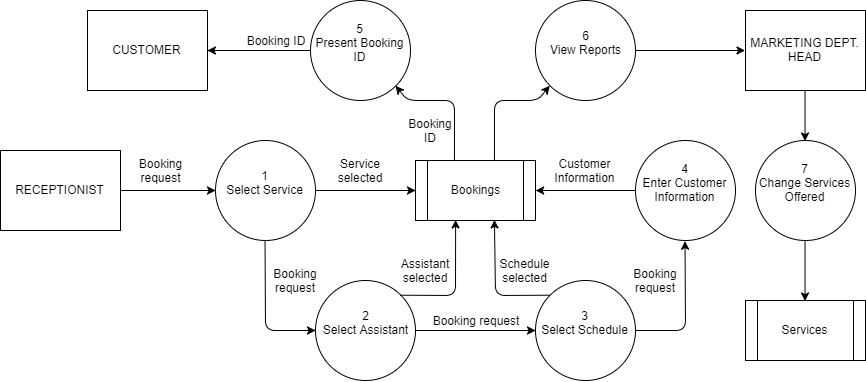 CUSTOMER
Booking ID
5
Present Booking
ID
6
View Reports
MARKETING DEPT.
HEAD
Booking
ID
RECEPTIONIST
Booking
request
1
Select Service
Service
selected
Bookings
Customer
Information
4
Enter Customer
Information
7
Change Services
Offered
Booking
request
Assistant
selected
Schedule
selected
Booking
request
2
Select Assistant
Booking request
3
Select Schedule
Services